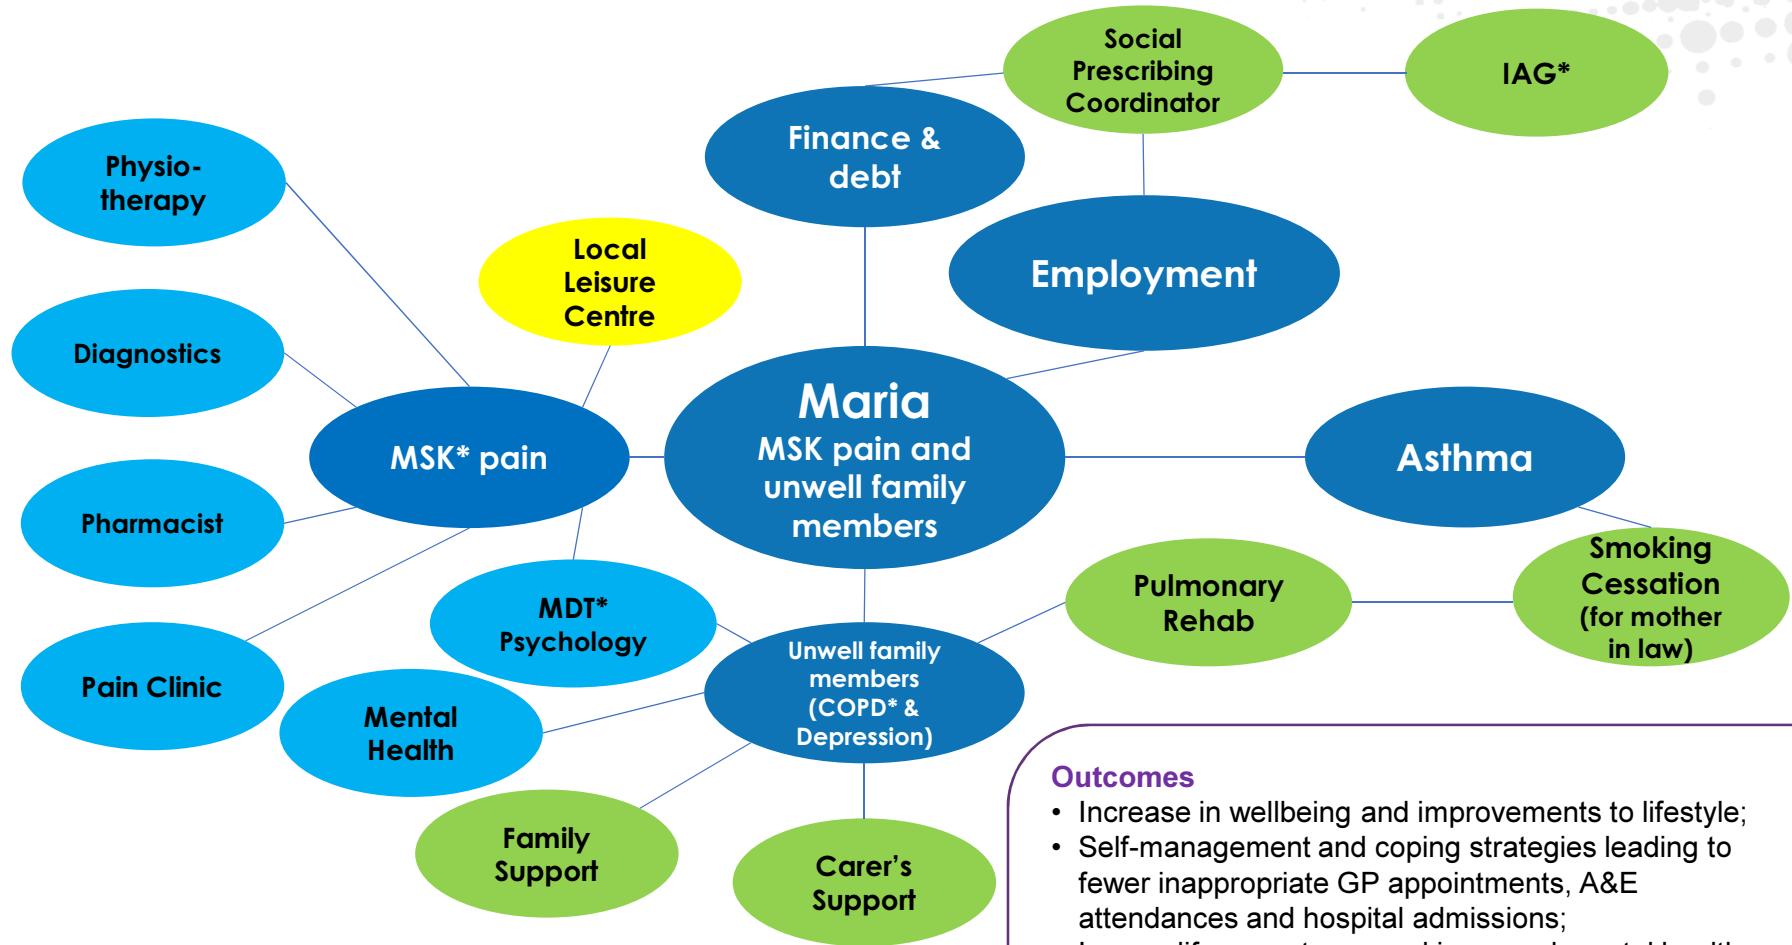 Social
Prescribing
Coordinator
IAG*
Finance &
debt
Physio-
therapy
Local
Leisure
Centre
Employment
Diagnostics
Maria
MSK pain and
unwell family
members
MSK* pain
Asthma
Pharmacist
Smoking
Cessation
(for mother
in law)
Pulmonary
Rehab
MDT*
Psychology
Unwell family
members
(COPD* &
Depression)
Pain Clinic
Mental
Health
Family
Support
Carer's
Support
Outcomes
• Increase in wellbeing and improvements to lifestyle;
• Self-management and coping strategies leading to
fewer inappropriate GP appointments, A&E
attendances and hospital admissions;